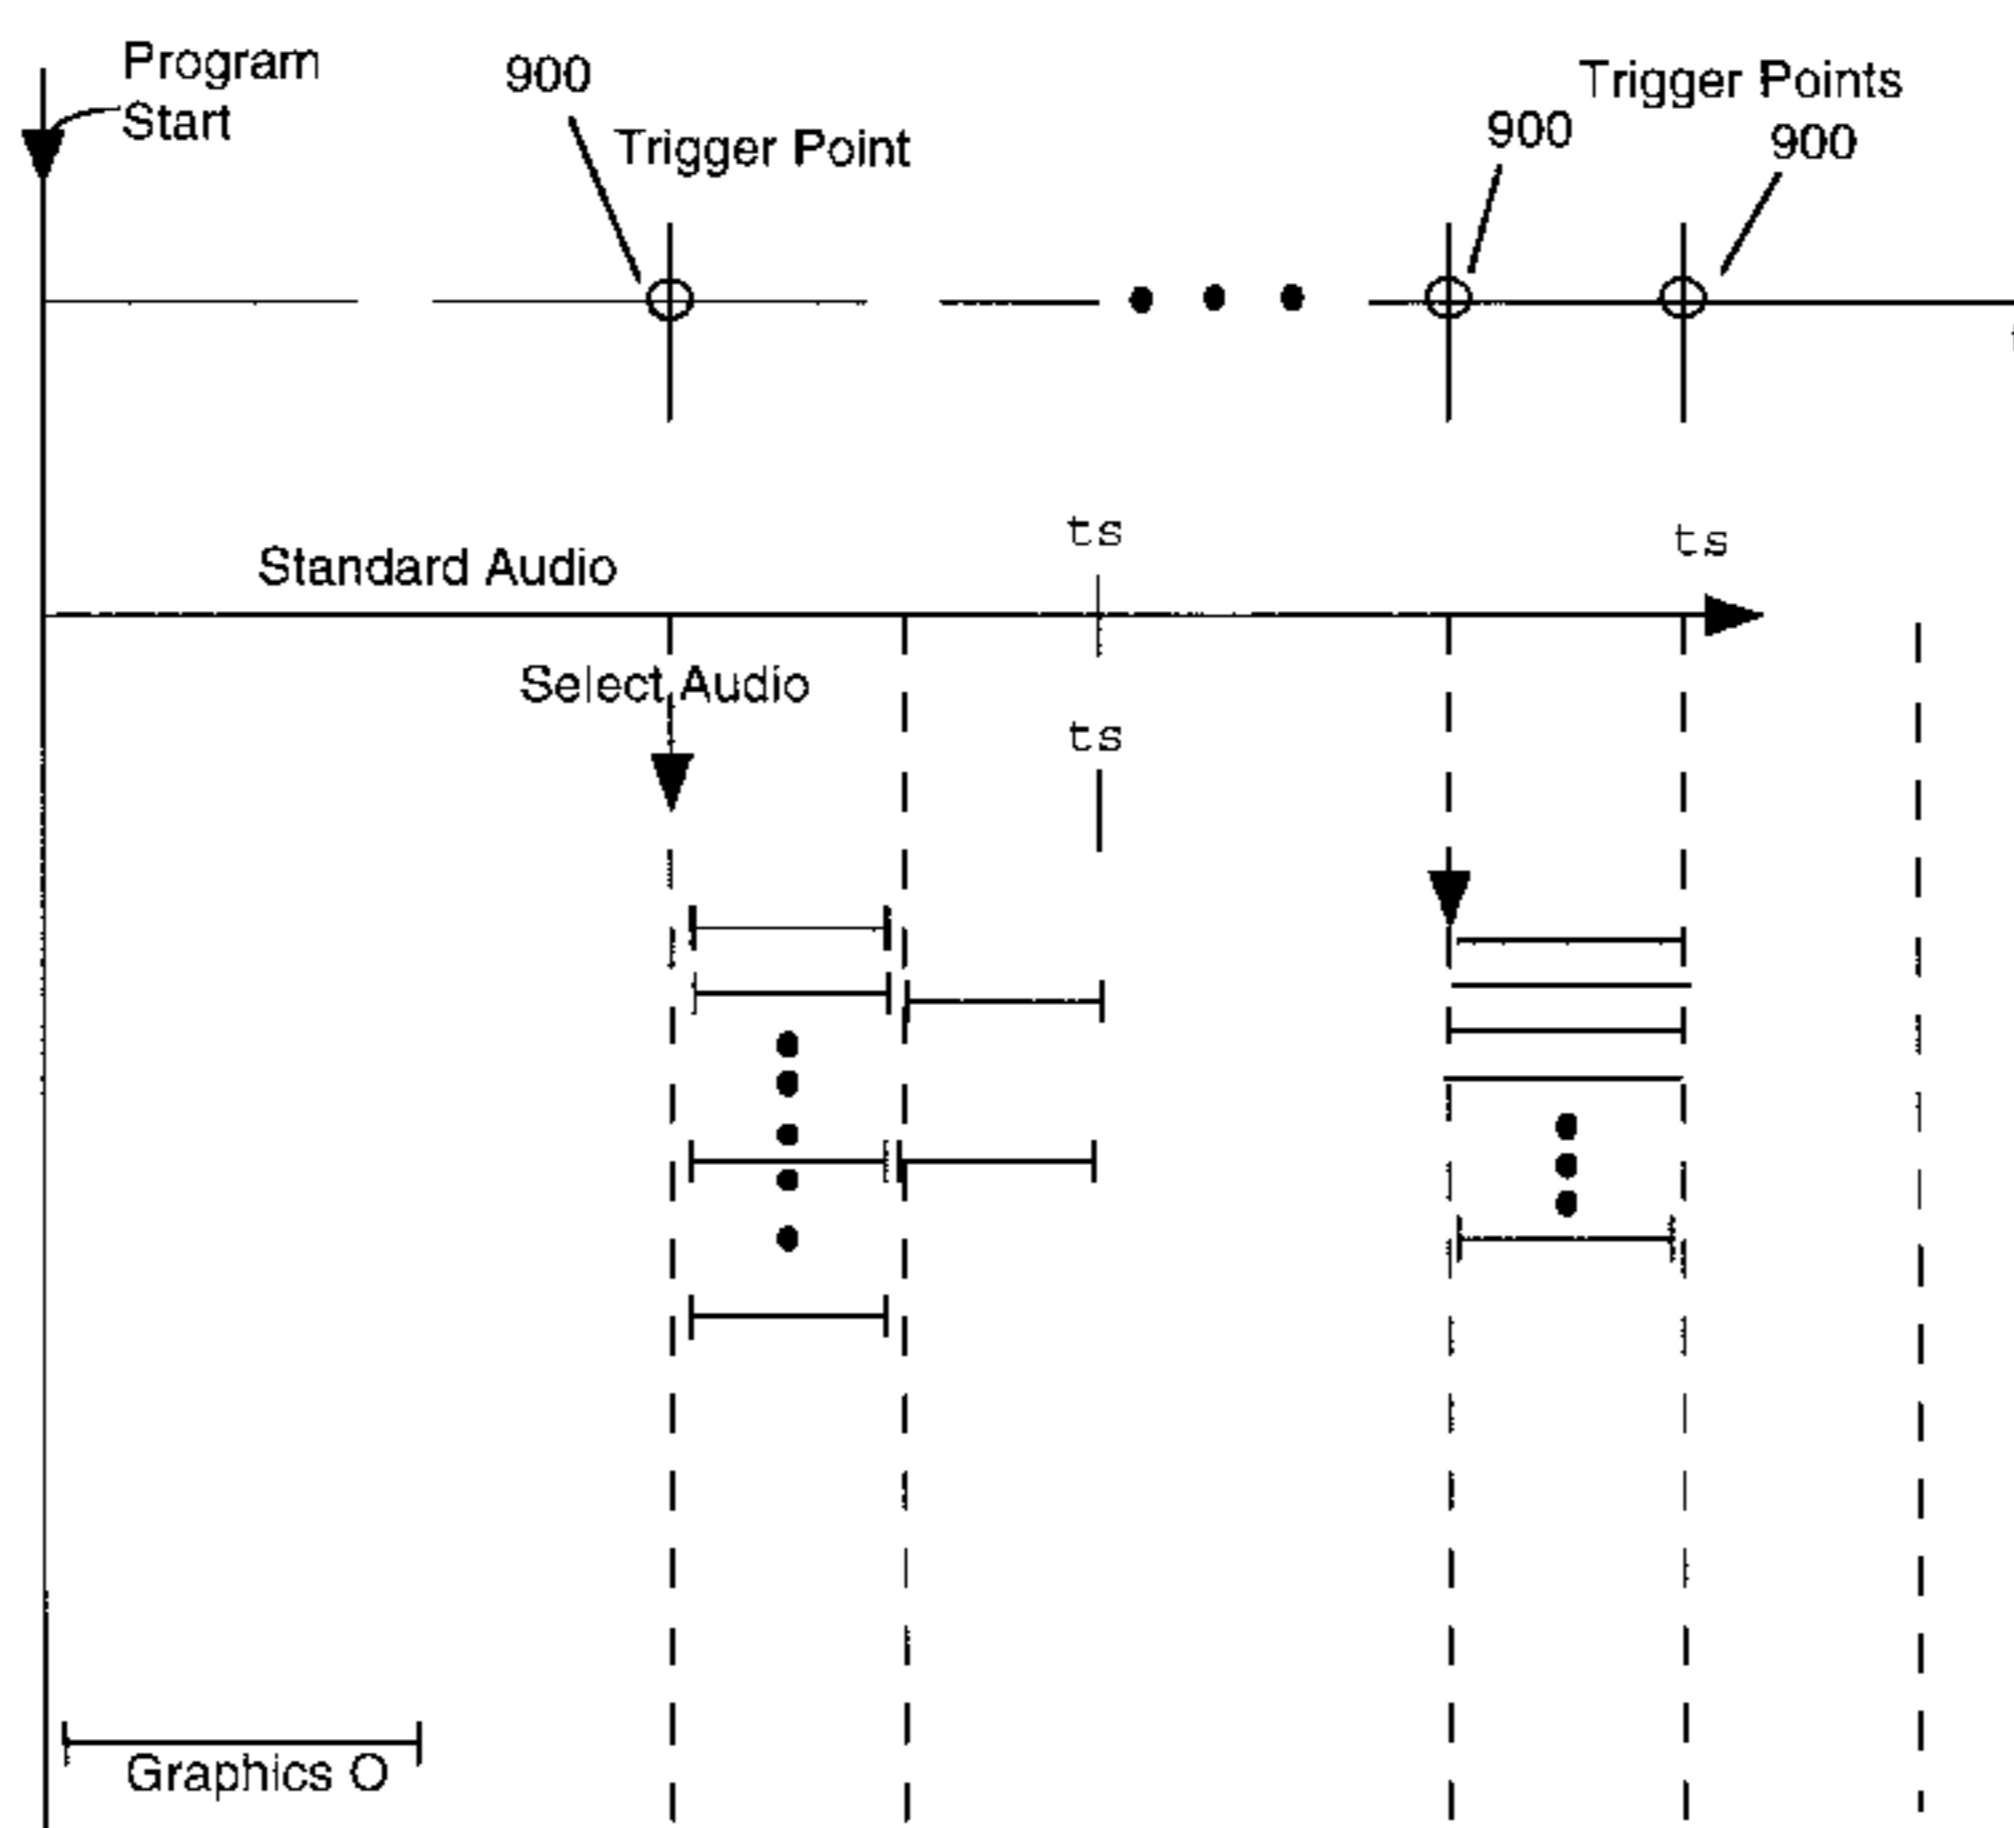 Program
Start
900
Trigger Point
Trigger Points
900
900
ts
ts
Standard Audio
Select Audio
ts
Graphics O